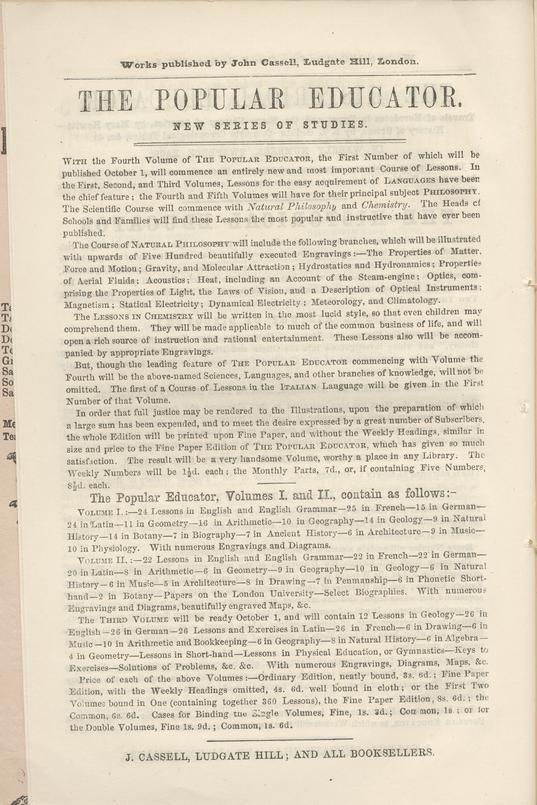 Works published by John Cassell, Ludgate Hill, London.
THE POPULAR EDUCATOR.
NEW SERIES OF STUDIES.
WITH the Fourth Volume of THE POPULAR EDUCATOR, the First Number of which will be
published October 1, will commence an entirely new and most important Course of Lessons. In
the First, Second, and Third Volumes, Lessons for the easy acquirement of LANGUAGES have been
the chief feature; the Fourth and Fifth Volumes will have for their principal subject PHILOSOPHY.
The Scientific Course will commence with Natural Philosophy and Chemistry. The Heads of
Schools and Families will find these Lessons the most popular and instructive that have ever been
published.
The Course of NATURAL PHILOSOPHY will include the following branches, which will be illustrated
with upwards of Five Hundred beautifully executed Engravings:—The Properties of Matter,
Force and Motion; Gravity, and Molecular Attraction; Hydrostatics and Hydronamics; Properties
of Aerial Fluids; Acoustics; Heat, including an Account of the Steam-engine; Optics, com-
prising the Properties of Light, the Laws of Vision, and a Description of Optical Instruments;
Magnetism; Statical Electricity; Dynamical Electricity; Meteorology, and Climatology.
The LESSONS IN CHEMISTRY will be written in the most lucid style, so that even children may
comprehend them. They will be made applicable to much of the common business of life, and will
open a rich source of instruction and rational entertainment. These Lessons also will be accom-
panied by appropriate Engravings.
But, though the leading feature of THE POPULAR EDUCATOR commencing with Volume the
Fourth will be the above-named Sciences, Languages, and other branches of knowledge, will not be
omitted. The first of a Course of Lessons in the ITALIAN Language will be given in the First
Number of that Volume.
In order that full justice may be rendered to the Illustrations, upon the preparation of which
a large sum has been expended, and to meet the desire expressed by a great number of Subscribers,
the whole Edition will be printed upon Fine Paper, and without the Weekly Headings, similar in
size and price to the Fine Paper Edition of THE POPULAR EDUCATOR, which has given so much
satisfaction. The result will be a very handsome Volume, worthy a place in any Library. The
Weekly Numbers will be 1½d. each; the Monthly Parts, 7d., or, if containing Five Numbers,
8½d. each.
The Popular Educator, Volumes I. and II., contain as follows:-
VOLUME I.:—24 Lessons in English and English Grammar—25 in French—15 in German—
24 in Latin—11 in Geometry—16 in Arithmetic—10 in Geography—14 in Geology—9 in Natural
History—14 in Botany—7 in Biography—7 in Ancient History—6 in Architecture—9 in Music—
10 in Physiology. With numerous Engravings and Diagrams.
VOLUME II.:—22 Lessons in English and English Grammar—22 in French—22 in German—
20 in Latin—8 in Arithmetic—6 in Geometry—9 in Geography—10 in Geology—6 in Natural
History—6 in Music—5 in Architecture—8 in Drawing—7 in Penmanship—6 in Phonetic Short-
hand—2 in Botany—Papers on the London University—Select Biographies. With numerous
Engravings and Diagrams, beautifully engraved Maps, &c.
The THIRD VOLUME will be ready October 1, and will contain 12 Lessons in Geology—26 in
English—26 in German—26 Lessons and Exercises in Latin—26 in French—6 in Drawing—6 in
Music—10 in Arithmetic and Bookkeeping—6 in Geography—8 in Natural History—6 in Algebra—
4 in Geometry—Lessons in Short-hand—Lessons in Physical Education, or Gymnastics—Keys to
Exercises—Solutions of Problems, &c. &c. With numerous Engravings, Diagrams, Maps, &c.
Price of each of the above Volumes:—Ordinary Edition, neatly bound, 3s. 6d.; Fine Paper
Edition, with the Weekly Headings omitted, 4s. 6d. well bound in cloth; or the First Two
Volumes bound in One (containing together 360 Lessons), the Fine Paper Edition, 8s. 6d.; the
Common, 6s. 6d. Cases for Binding the Single Volumes, Fine, 1s. 3d.; Common, 1s.; or for
the Double Volumes, Fine 1s. 9d.; Common, 1s. 6d.
J. CASSELL, LUDGATE HILL; AND ALL BOOKSELLERS.